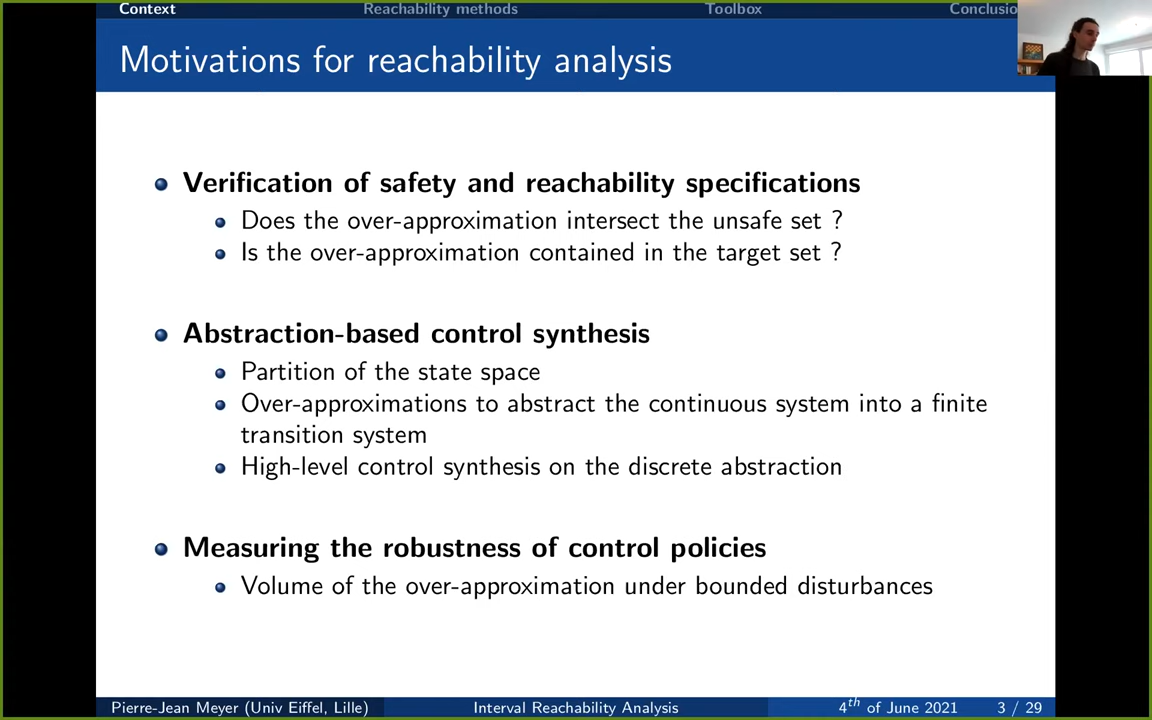 Context Reachability methods Toolbox Conclusio
Motivations for reachability analysis
Verification of safety and reachability specifications
Does the over-approximation intersect the unsafe set ?
Is the over-approximation contained in the target set ?
Abstraction-based control synthesis
Partition of the state space
Over-approximations to abstract the continuous system into a finite
transition system
High-level control synthesis on the discrete abstraction
Measuring the robustness of control policies
Volume of the over-approximation under bounded disturbances
Pierre-Jean Meyer (Univ Eiffel, Lille) Interval Reachability Analysis 4th of June 2021 3 / 29